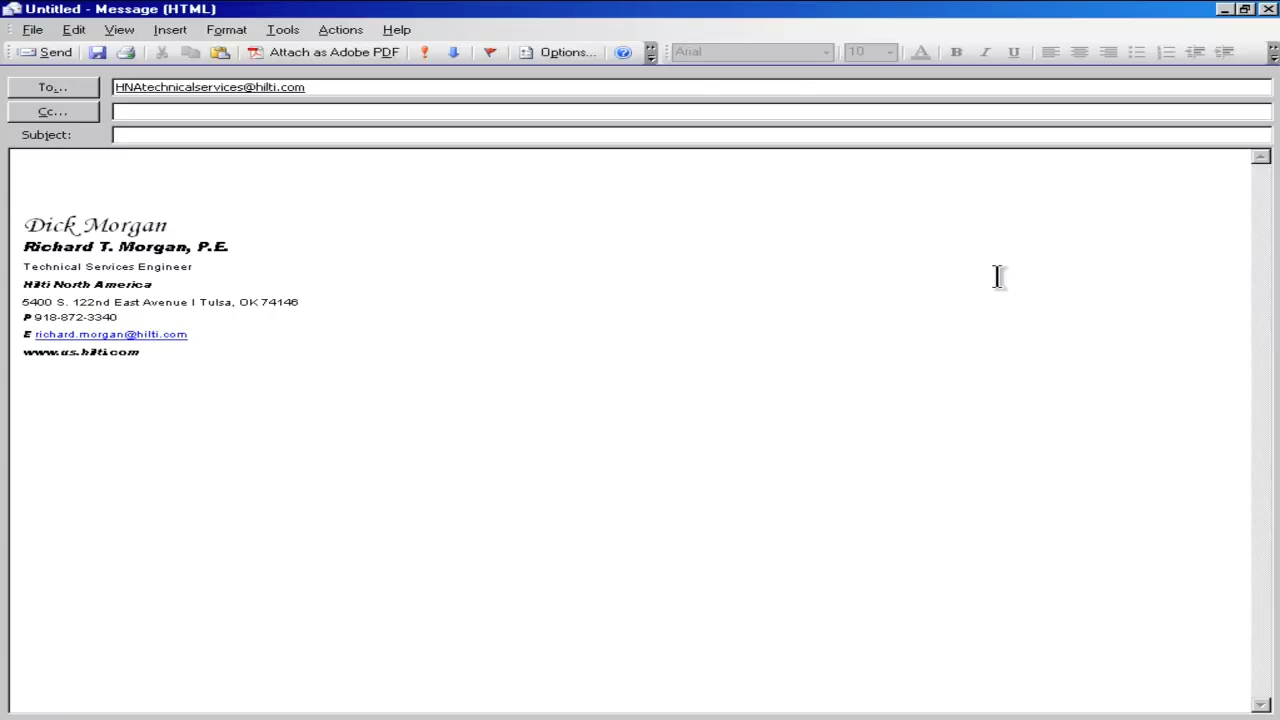 Untitled - Message (HTML)
File Edit View Insert Format Tools Actions Help
Send Attach as Adobe PDF Options... Arial 10 B I U
To... HNAtechnicalservices@hilti.com
Cc...
Subject:
Dick Morgan
Richard T. Morgan, P.E.
Technical Services Engineer
Hilti North America
5400 S. 122nd East Avenue I Tulsa, OK 74146
P 918-872-3340
E richard.morgan@hilti.com
www.us.hilti.com